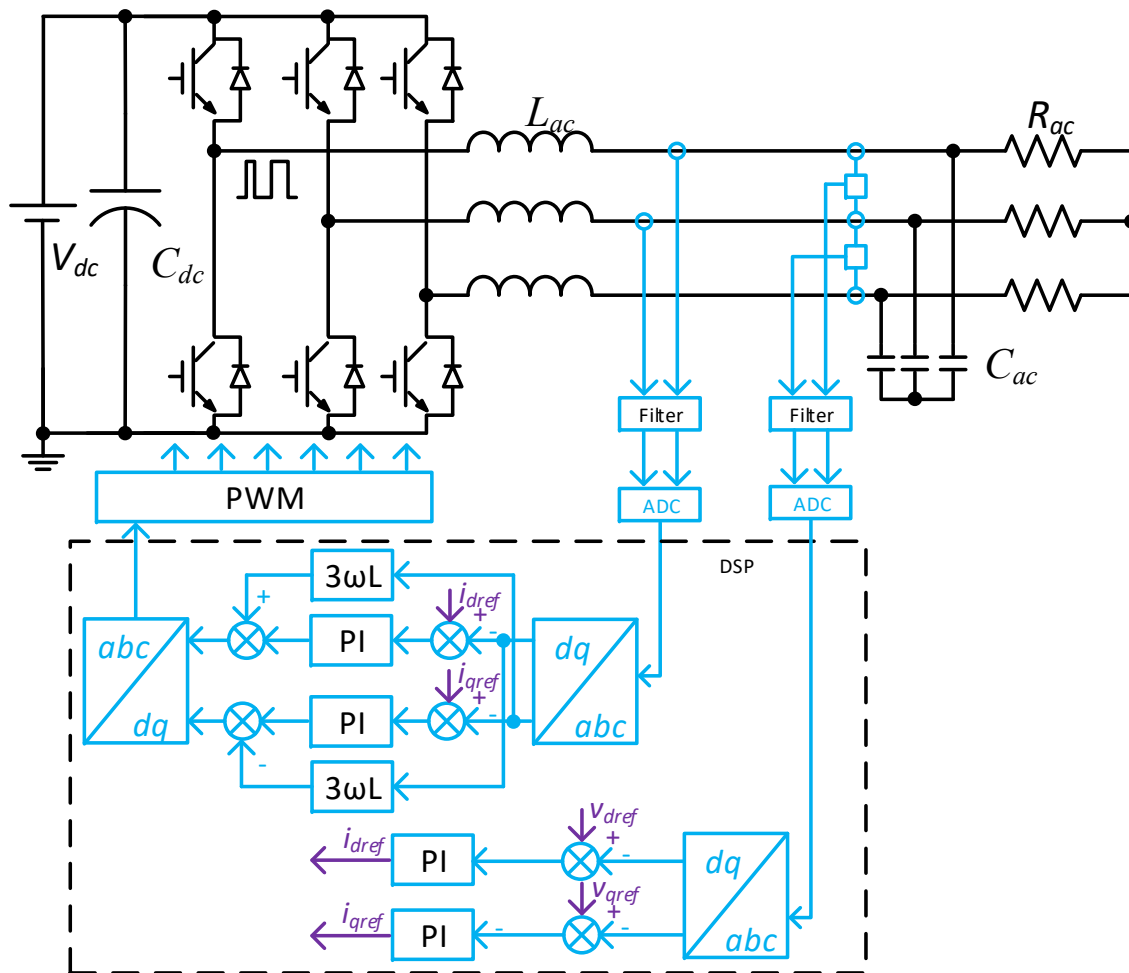 L_ac
R_ac
V_dc
C_dc
C_ac
Filter
Filter
ADC
ADC
PWM
DSP
3ωL
+
i_dref
+
-
PI
abc
dq
dq
abc
i_qref
+
-
PI
-
3ωL
v_dref
+
-
i_dref
PI
dq
abc
v_qref
+
-
-
i_qref
PI